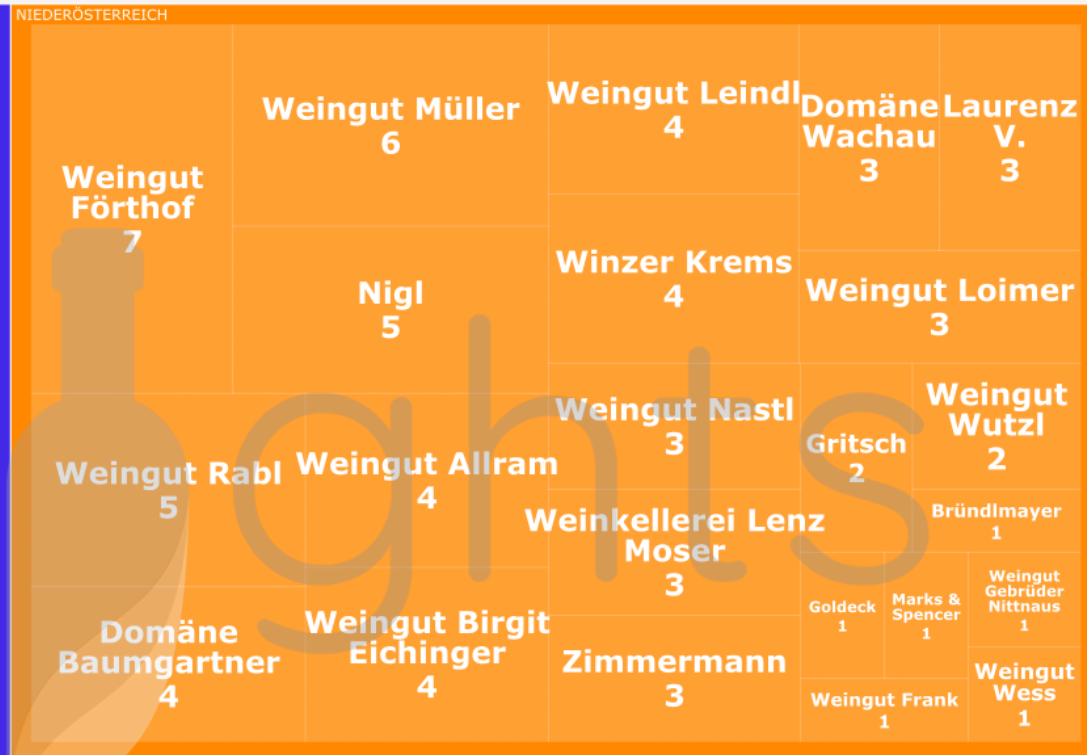 NIEDERÖSTERREICH
Weingut
Förthof
7
Weingut Müller
6
Nigl
5
Weingut Leindl
4
Winzer Krems
4
Domäne
Wachau
3
Laurenz
V.
3
Weingut Loimer
3
Weingut Rabl
5
Weingut Allram
4
Domäne
Baumgartner
4
Weingut Birgit
Eichinger
4
Weingut Nastl
3
Weinkellerei Lenz
Moser
3
Zimmermann
3
Gritsch
2
Weingut
Wutzl
2
Bründlmayer
1
Goldeck
1
Marks &
Spencer
1
Weingut
Gebrüder
Nittnaus
1
Weingut Frank
1
Weingut
Wess
1
ghts